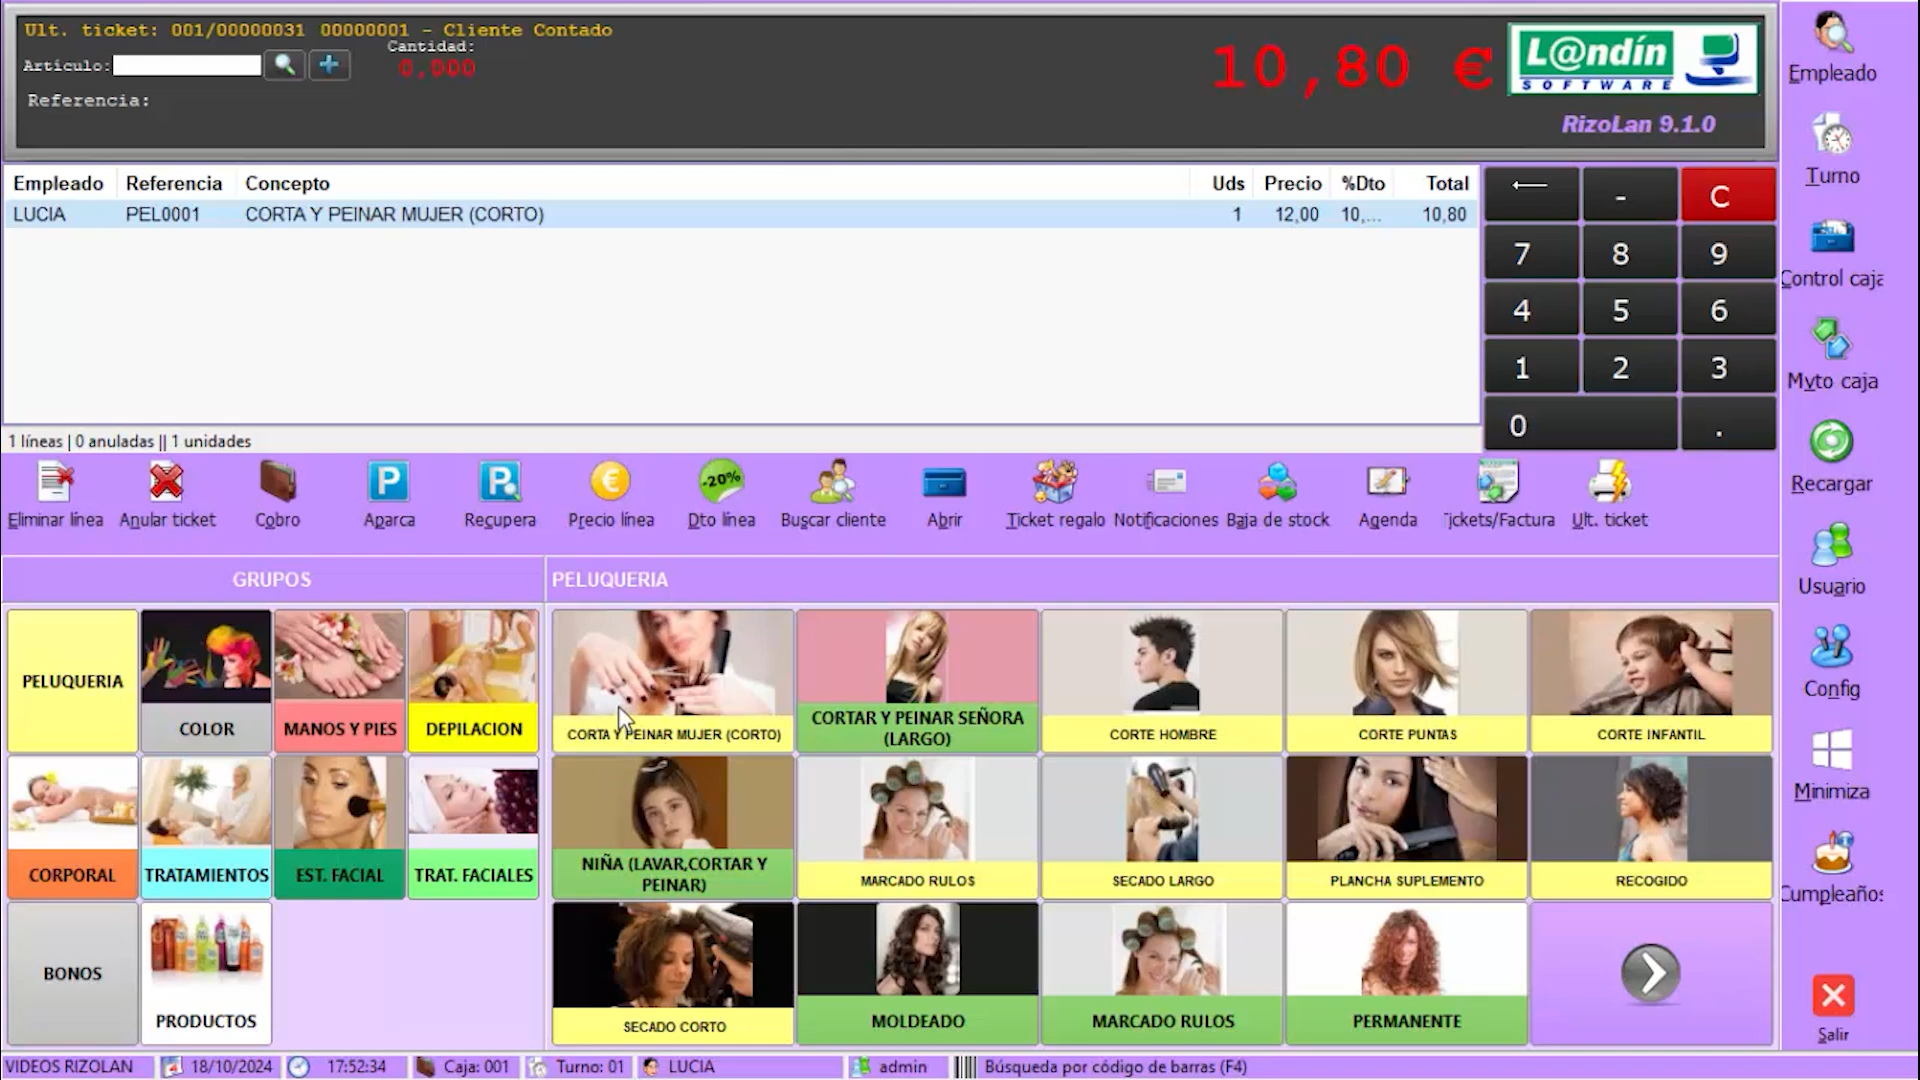 Ult. ticket: 001/00000031 00000001 - Cliente Contado
Articulo:
Cantidad:
0,000
Referencia:
10,80 €
L@ndín
SOFTWARE
RizoLan 9.1.0
Empleado Referencia Concepto Uds Precio %Dto Total
LUCIA PEL0001 CORTA Y PEINAR MUJER (CORTO) 1 12,00 10,... 10,80
1 líneas | 0 anuladas || 1 unidades
← - C
7 8 9
4 5 6
1 2 3
0 .
Empleado
Turno
Control caja
Mvto caja
Recargar
Usuario
Config
Minimiza
Cumpleaños
Salir
P P € -20%
Eliminar línea Anular ticket Cobro Aparca Recupera Precio línea Dto línea Buscar cliente Abrir Ticket regalo Notificaciones Baja de stock Agenda Tickets/Factura Ult. ticket
GRUPOS
PELUQUERIA
COLOR
MANOS Y PIES
DEPILACION
CORPORAL
TRATAMIENTOS
EST. FACIAL
TRAT. FACIALES
BONOS
PRODUCTOS
PELUQUERIA
CORTA Y PEINAR MUJER (CORTO)
CORTAR Y PEINAR SEÑORA
(LARGO)
CORTE HOMBRE
CORTE PUNTAS
CORTE INFANTIL
NIÑA (LAVAR,CORTAR Y
PEINAR)
MARCADO RULOS
SECADO LARGO
PLANCHA SUPLEMENTO
RECOGIDO
SECADO CORTO
MOLDEADO
MARCADO RULOS
PERMANENTE
VIDEOS RIZOLAN 18/10/2024 17:52:34 Caja: 001 Turno: 01 LUCIA admin Búsqueda por código de barras (F4)